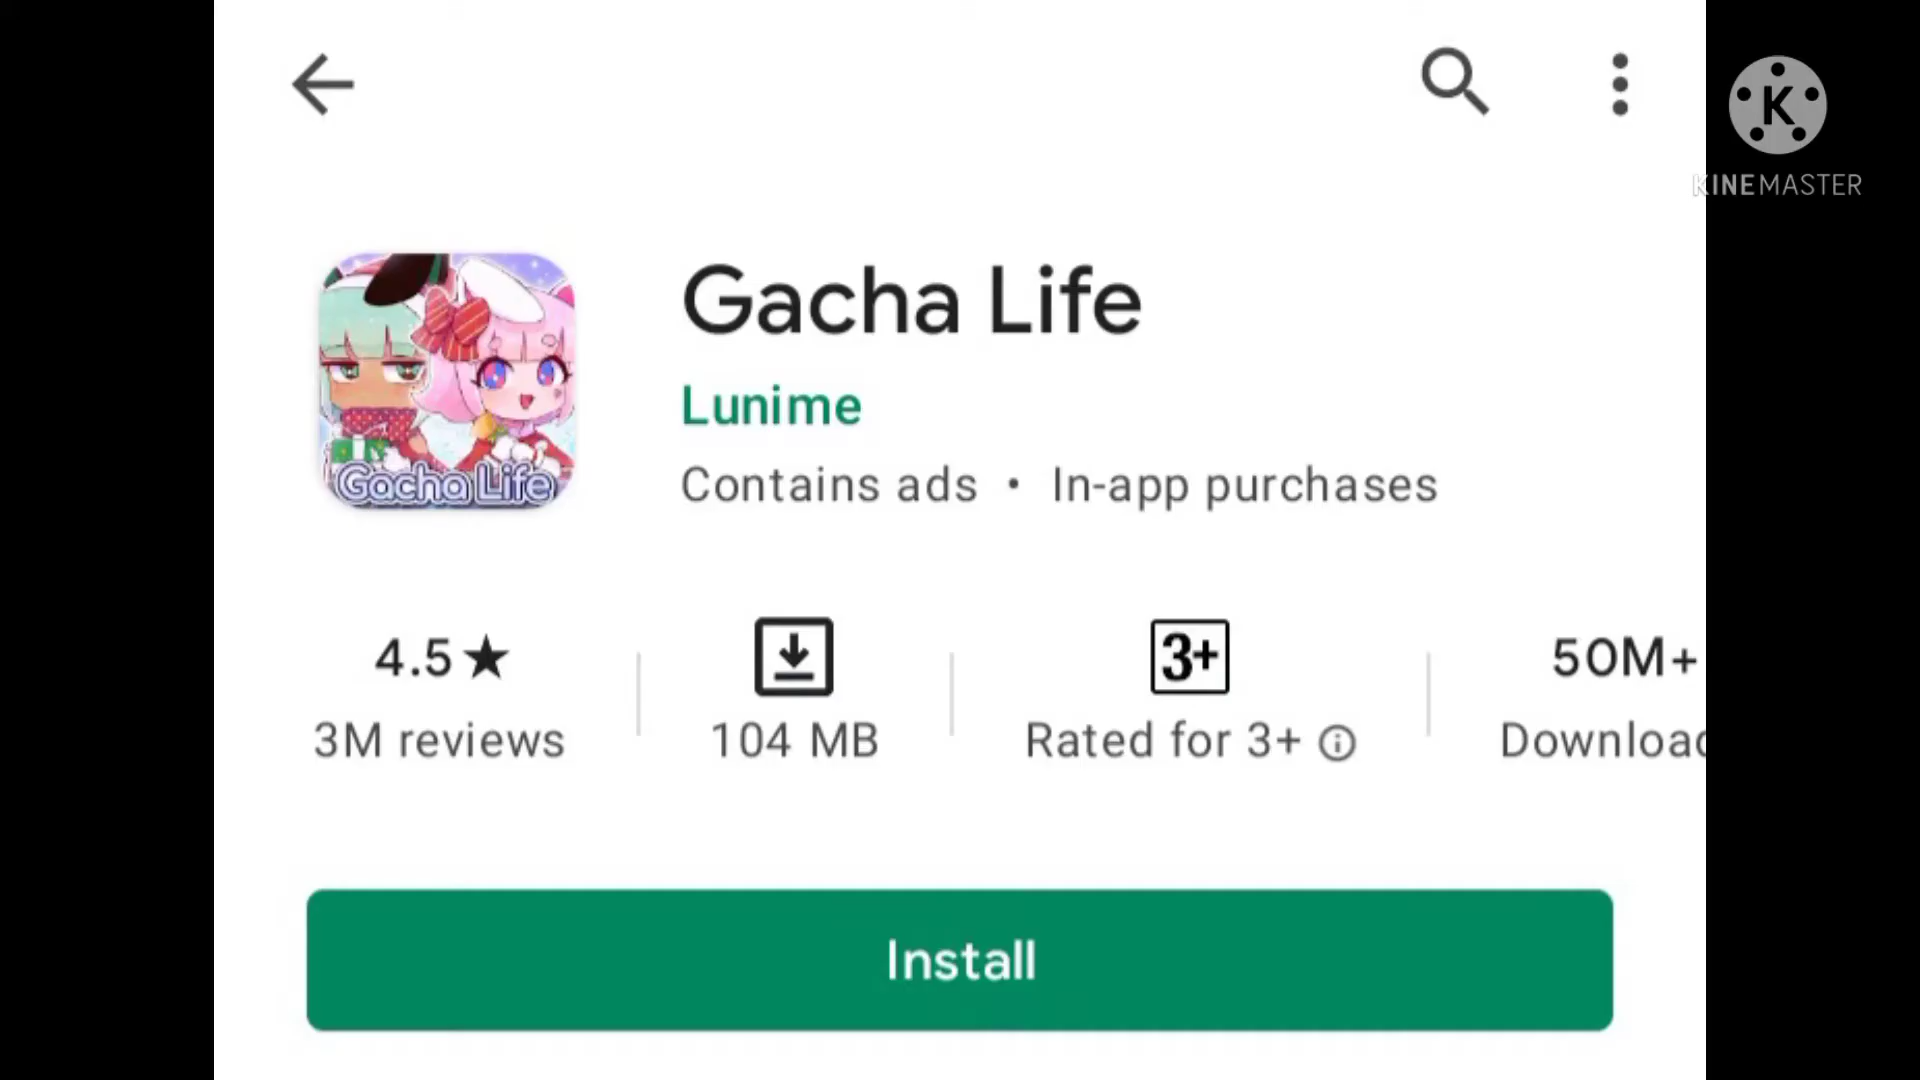 KINEMASTER
Gacha Life
Lunime
Contains ads • In-app purchases
Gacha Life
4.5★
3M reviews
104 MB
3+
Rated for 3+
50M+
Downloa
Install